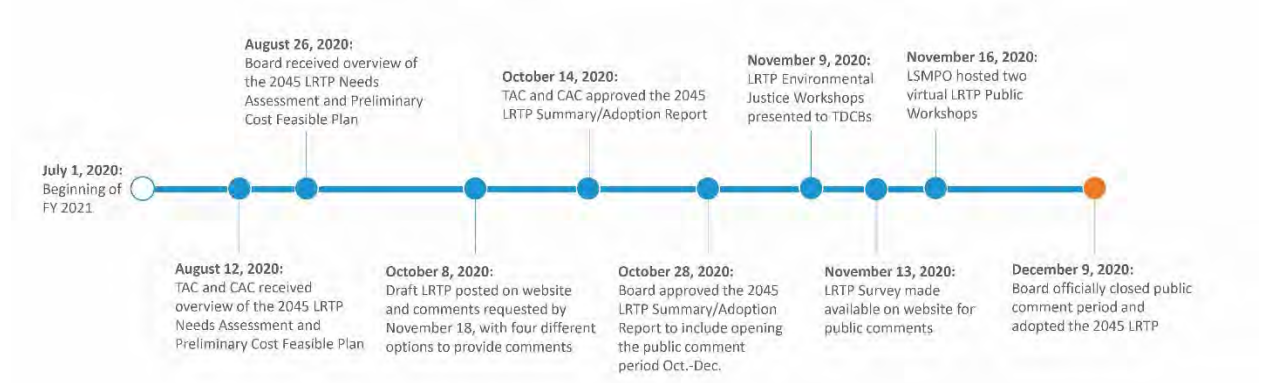 July 1, 2020:
Beginning of
FY 2021
August 12, 2020:
TAC and CAC received
overview of the 2045 LRTP
Needs Assessment and
Preliminary Cost Feasible Plan
August 26, 2020:
Board received overview of
the 2045 LRTP Needs
Assessment and Preliminary
Cost Feasible Plan
October 8, 2020:
Draft LRTP posted on website
and comments requested by
November 18, with four different
options to provide comments
October 14, 2020:
TAC and CAC approved the 2045
LRTP Summary/Adoption Report
October 28, 2020:
Board approved the 2045
LRTP Summary/Adoption
Report to include opening
the public comment
period Oct.-Dec.
November 9, 2020:
LRTP Environmental
Justice Workshops
presented to TDCBs
November 13, 2020:
LRTP Survey made
available on website for
public comments
November 16, 2020:
LSMPO hosted two
virtual LRTP Public
Workshops
December 9, 2020:
Board officially closed public
comment period and
adopted the 2045 LRTP